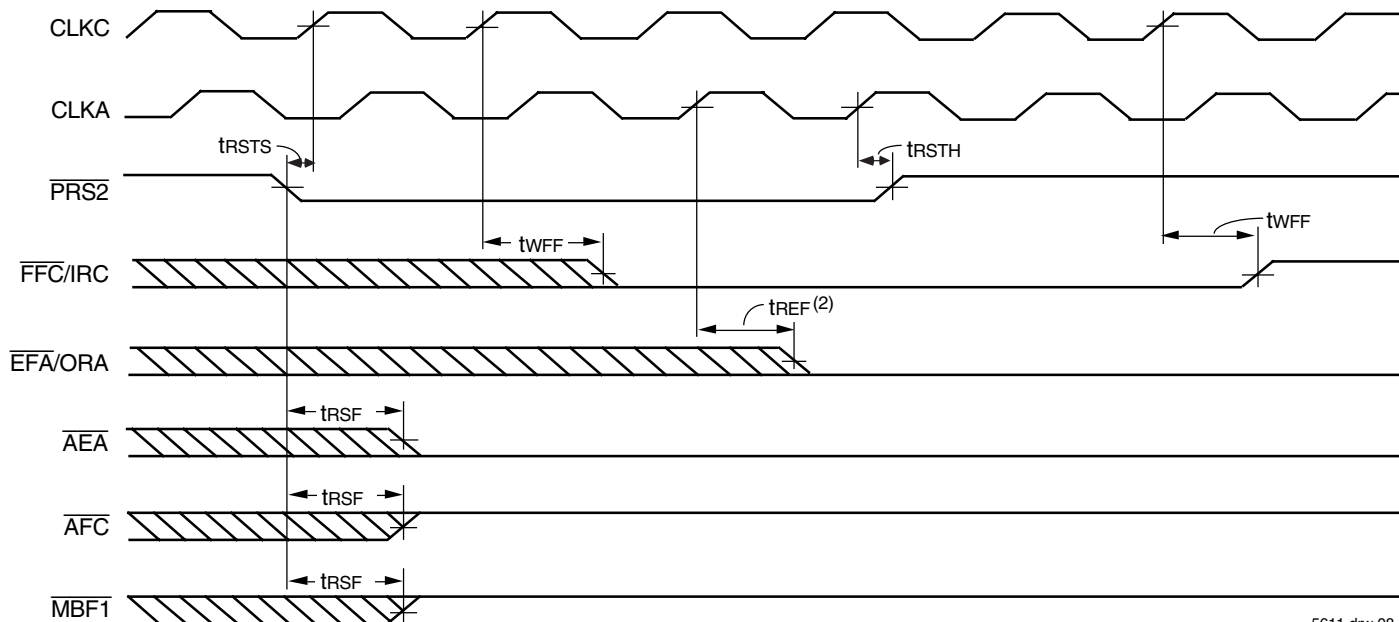 CLKC
CLKA
tRSTS
tRSTH
PRS2
tWFF
tWFF
FFC/IRC
tREF(2)
EFA/ORA
tRSF
AEA
tRSF
AFC
tRSF
MBF1